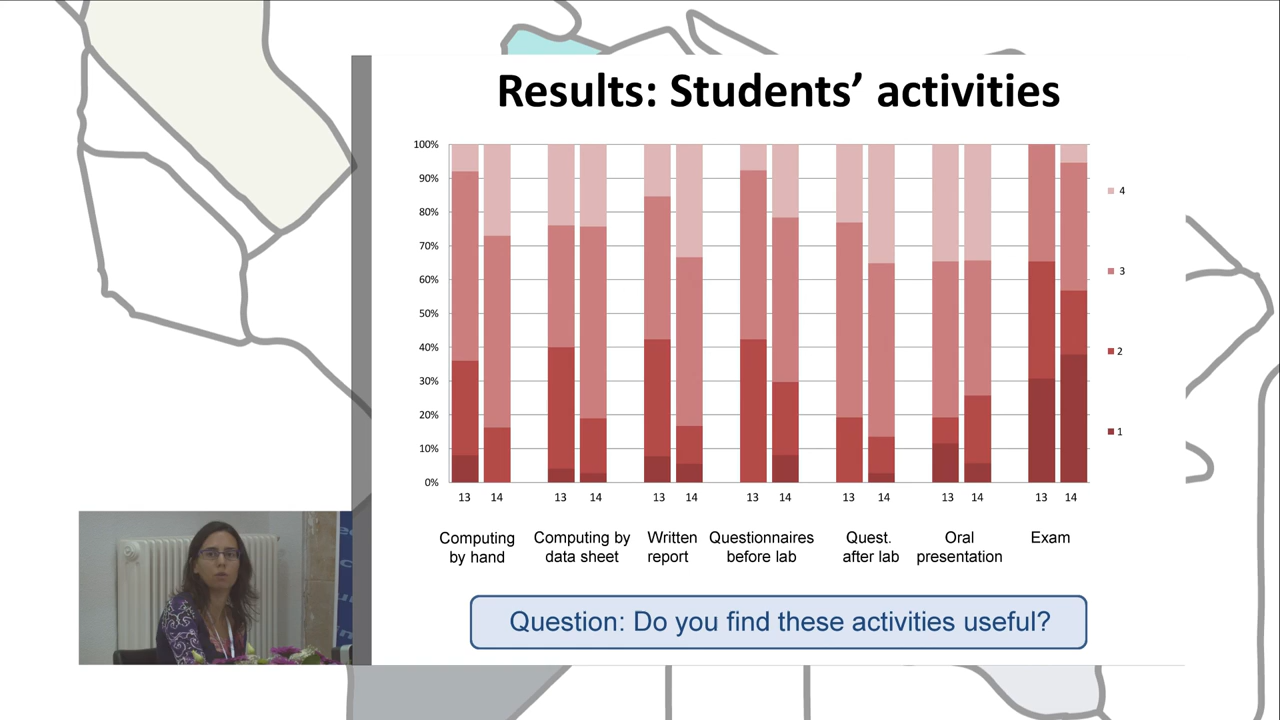 Results: Students’ activities
100%
90%
80%
70%
60%
50%
40%
30%
20%
10%
0%
4
3
2
1
13 14 13 14 13 14 13 14 13 14 13 14 13 14
Computing by hand
Computing by data sheet
Written report
Questionnaires before lab
Quest. after lab
Oral presentation
Exam
Question: Do you find these activities useful?